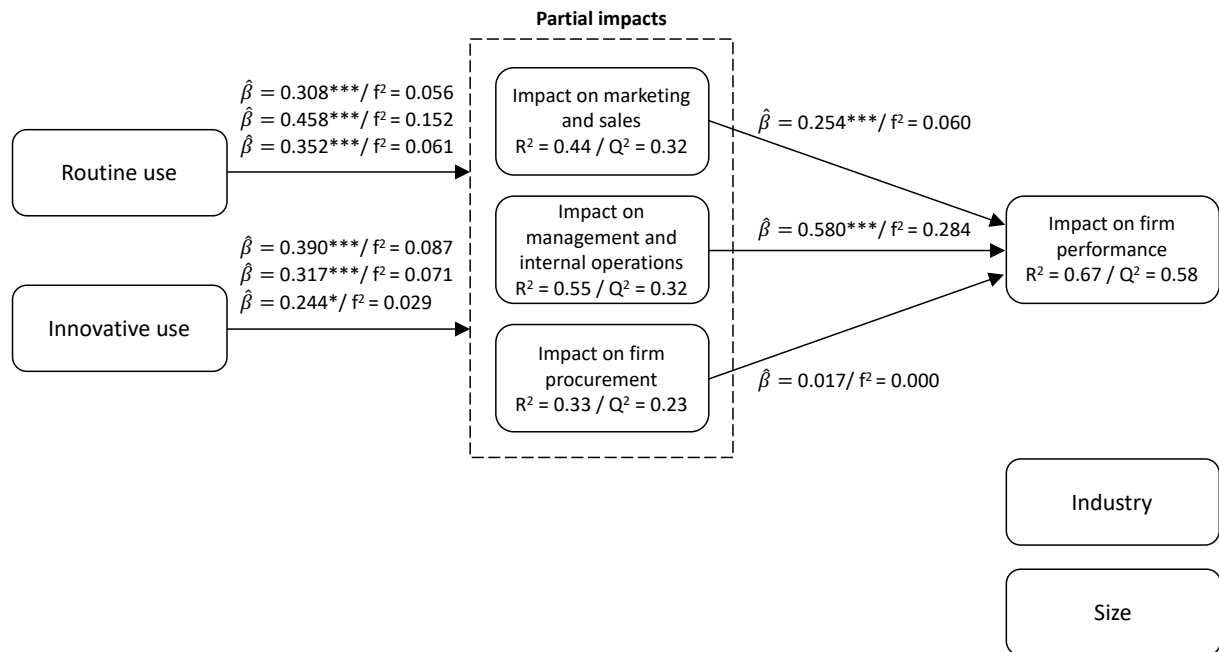 Partial impacts
β̂ = 0.308***/ f² = 0.056
β̂ = 0.458***/ f² = 0.152
β̂ = 0.352***/ f² = 0.061
Routine use
β̂ = 0.390***/ f² = 0.087
β̂ = 0.317***/ f² = 0.071
β̂ = 0.244*/ f² = 0.029
Innovative use
Impact on marketing
and sales
R² = 0.44 / Q² = 0.32
Impact on
management and
internal operations
R² = 0.55 / Q² = 0.32
Impact on firm
procurement
R² = 0.33 / Q² = 0.23
β̂ = 0.254***/ f² = 0.060
β̂ = 0.580***/ f² = 0.284
β̂ = 0.017/ f² = 0.000
Impact on firm
performance
R² = 0.67 / Q² = 0.58
Industry
Size